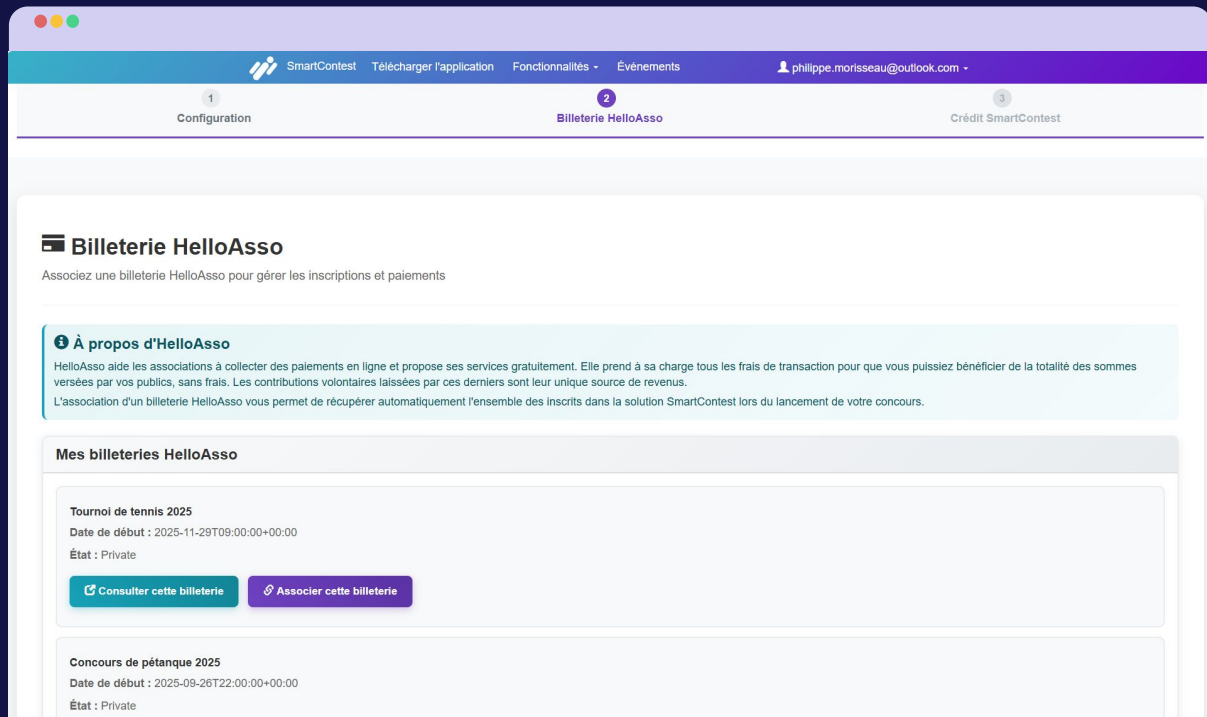 SmartContest Télécharger l'application Fonctionnalités Événements philippe.morisseau@outlook.com
1 2 3
Configuration Billeterie HelloAsso Crédit SmartContest
Billeterie HelloAsso
Associez une billeterie HelloAsso pour gérer les inscriptions et paiements
À propos d'HelloAsso
HelloAsso aide les associations à collecter des paiements en ligne et propose ses services gratuitement. Elle prend à sa charge tous les frais de transaction pour que vous puissiez bénéficier de la totalité des sommes
versées par vos publics, sans frais. Les contributions volontaires laissées par ces derniers sont leur unique source de revenus.
L'association d'un billeterie HelloAsso vous permet de récupérer automatiquement l'ensemble des inscrits dans la solution SmartContest lors du lancement de votre concours.
Mes billeteries HelloAsso
Tournoi de tennis 2025
Date de début : 2025-11-29T09:00:00+00:00
État : Private
Consulter cette billeterie Associer cette billeterie
Concours de pétanque 2025
Date de début : 2025-09-26T22:00:00+00:00
État : Private